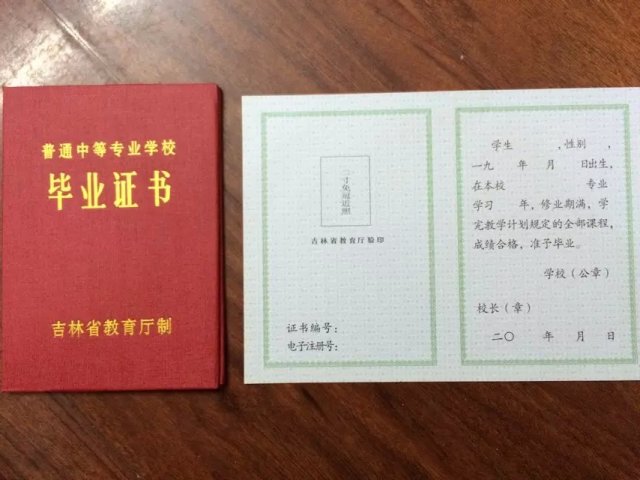 普通中等专业学校
毕业证书
吉林省教育厅制
一寸免冠近照
吉林省教育厅验印
证书编号：
电子注册号：
学生 ，性别 ，
一九 年 月 日出生，
在本校 专业
学习 年，修业期满，学
完教学计划规定的全部课程，
成绩合格，准予毕业。
学校（公章）
校长（章）
二〇 年 月 日